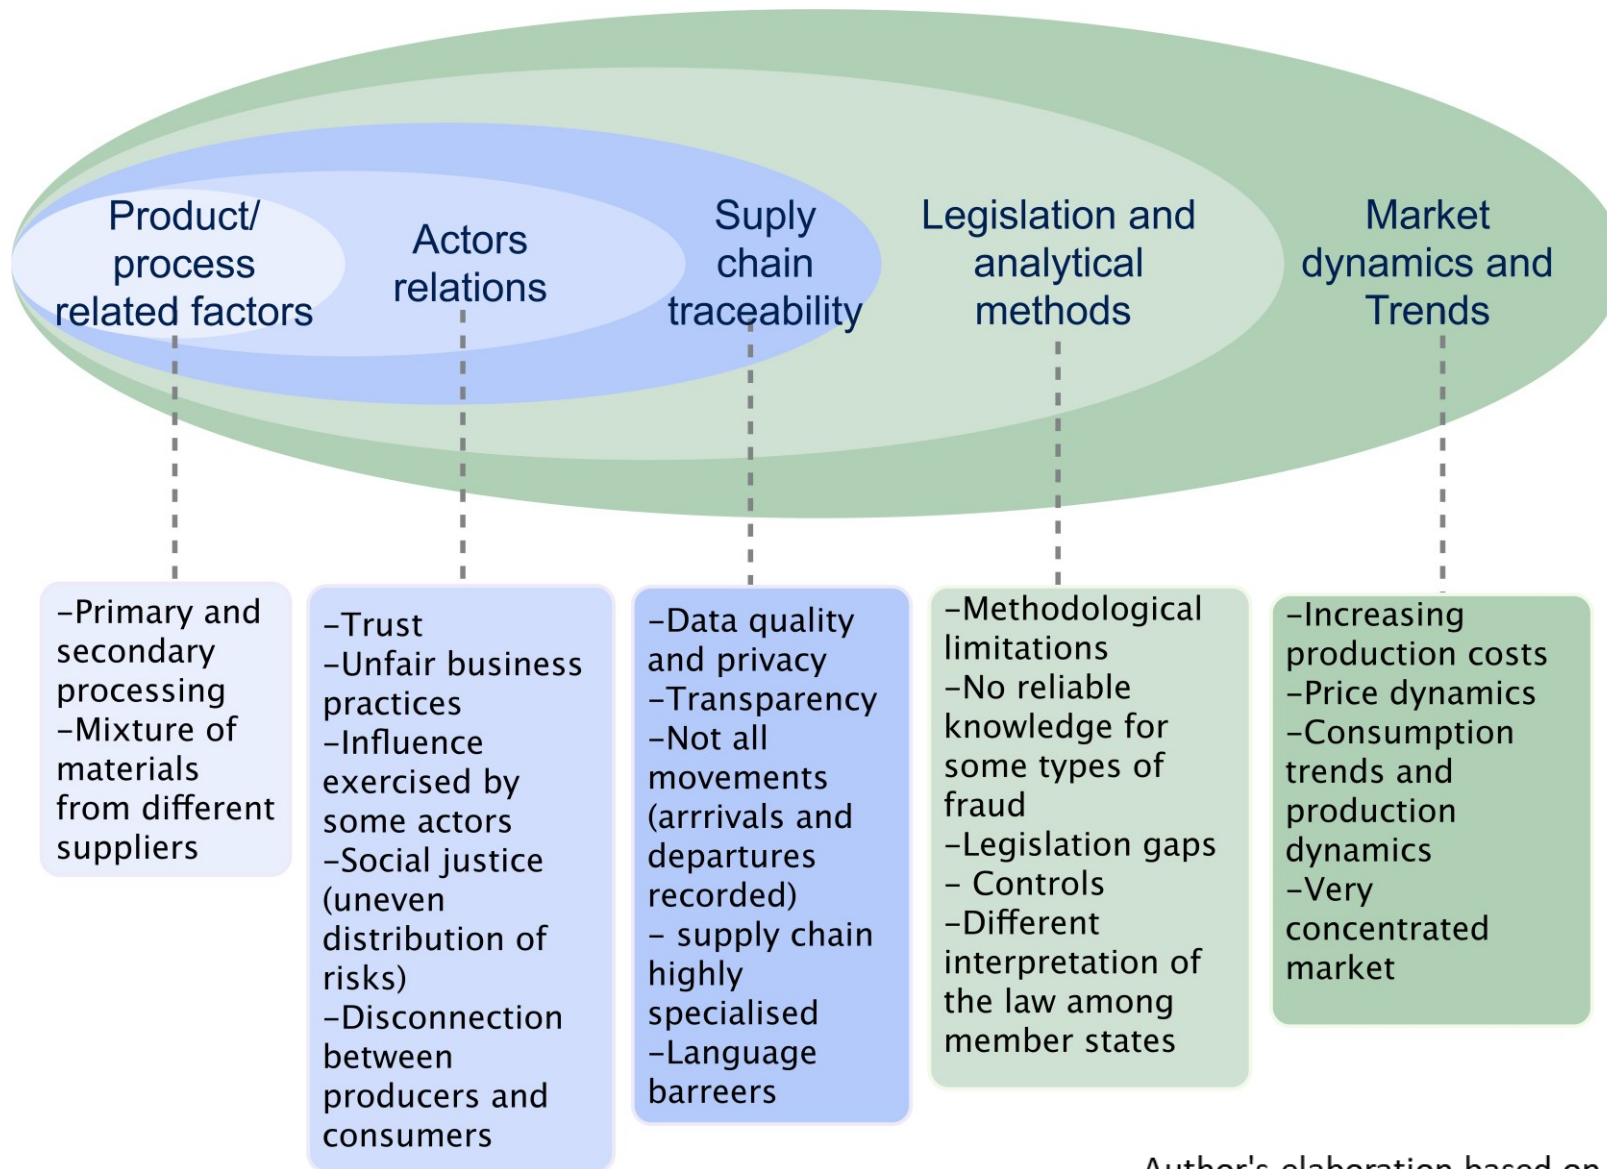 Product/
process
related factors
Actors
relations
Suply
chain
traceability
Legislation and
analytical
methods
Market
dynamics and
Trends
-Primary and
secondary
processing
-Mixture of
materials
from different
suppliers
-Trust
-Unfair business
practices
-Influence
exercised by
some actors
-Social justice
(uneven
distribution of
risks)
-Disconnection
between
producers and
consumers
-Data quality
and privacy
-Transparency
-Not all
movements
(arrrivals and
departures
recorded)
- supply chain
highly
specialised
-Language
barreers
-Methodological
limitations
-No reliable
knowledge for
some types of
fraud
-Legislation gaps
- Controls
-Different
interpretation of
the law among
member states
-Increasing
production costs
-Price dynamics
-Consumption
trends and
production
dynamics
-Very
concentrated
market
Author's elaboration based on